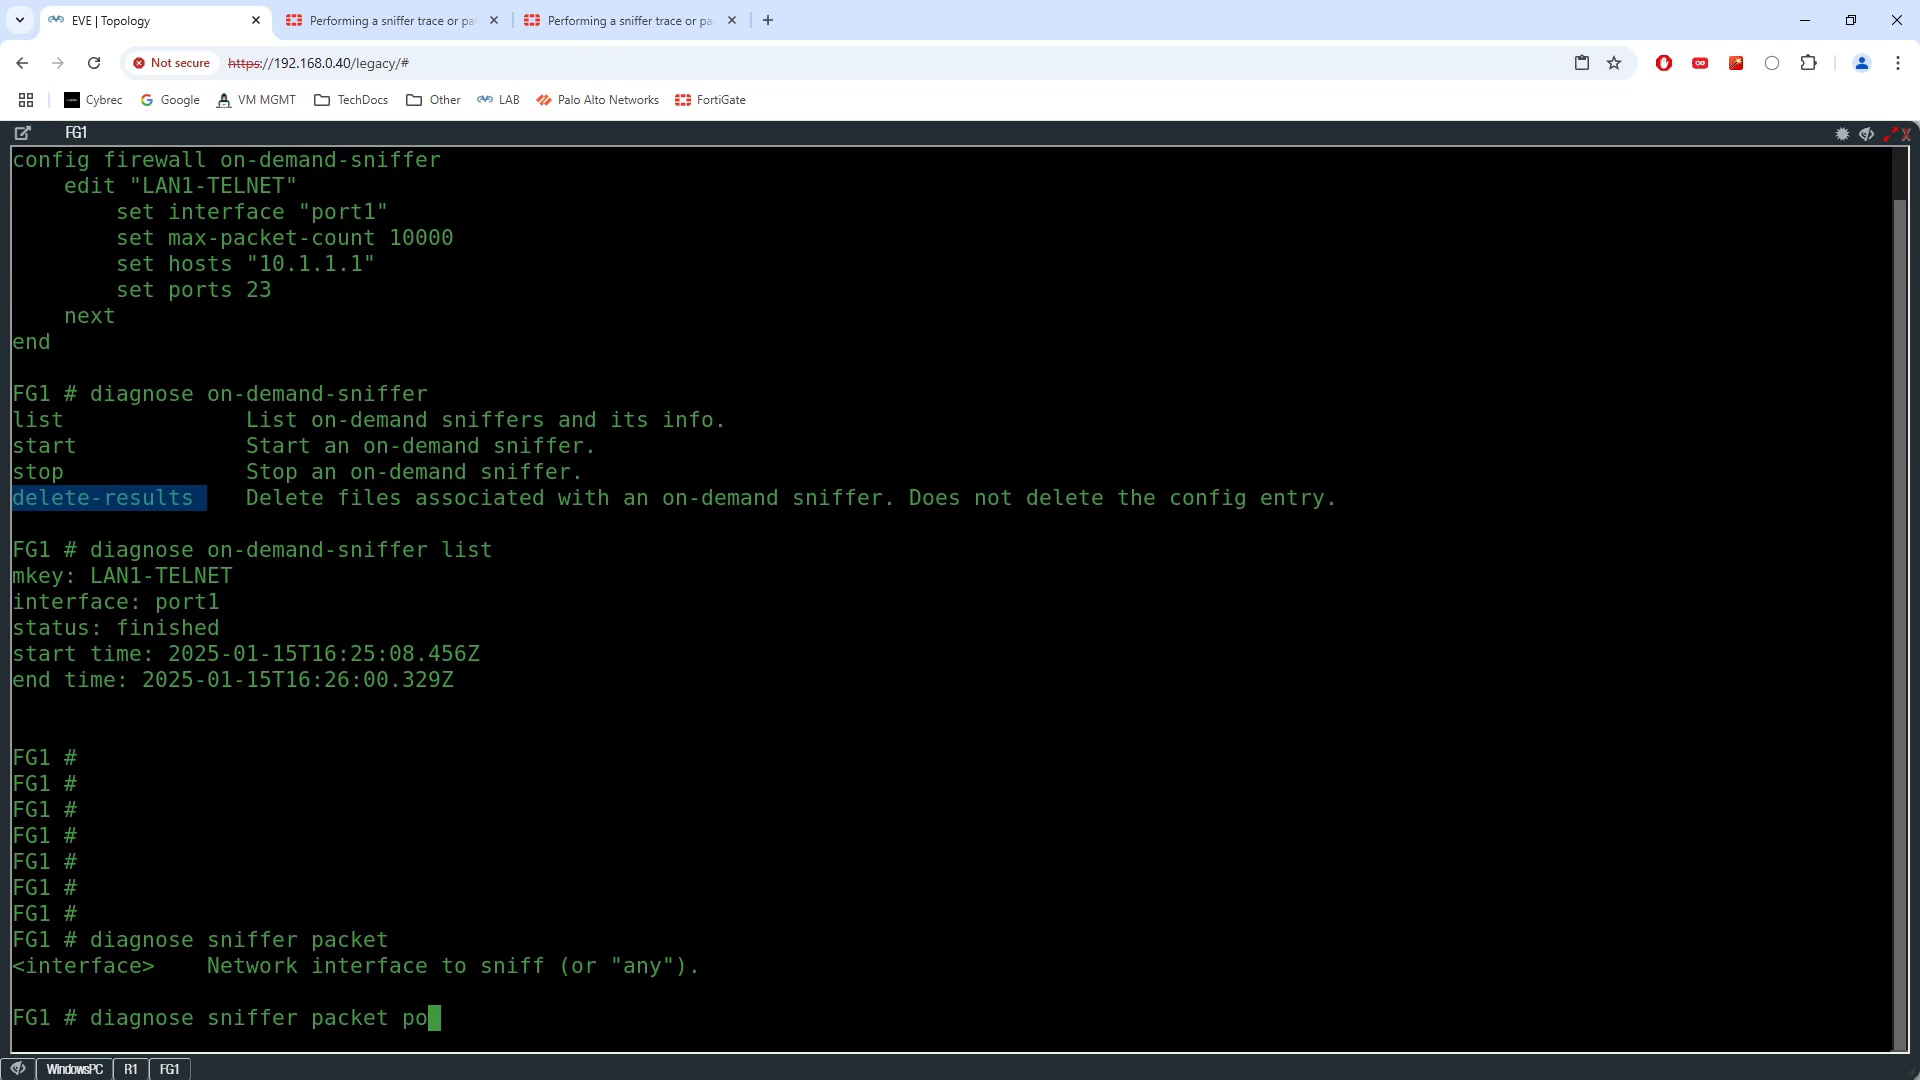 EVE | Topology
Performing a sniffer trace or pa
Performing a sniffer trace or pa
Not secure
https://192.168.0.40/legacy/#
Cybrec
Google
VM MGMT
TechDocs
Other
LAB
Palo Alto Networks
FortiGate
FG1
config firewall on-demand-sniffer
    edit "LAN1-TELNET"
        set interface "port1"
        set max-packet-count 10000
        set hosts "10.1.1.1"
        set ports 23
    next
end
FG1 # diagnose on-demand-sniffer
list              List on-demand sniffers and its info.
start             Start an on-demand sniffer.
stop              Stop an on-demand sniffer.
delete-results    Delete files associated with an on-demand sniffer. Does not delete the config entry.
FG1 # diagnose on-demand-sniffer list
mkey: LAN1-TELNET
interface: port1
status: finished
start time: 2025-01-15T16:25:08.456Z
end time: 2025-01-15T16:26:00.329Z
FG1 #
FG1 #
FG1 #
FG1 #
FG1 #
FG1 #
FG1 #
FG1 # diagnose sniffer packet
<interface>    Network interface to sniff (or "any").
FG1 # diagnose sniffer packet po
WindowsPC
R1
FG1